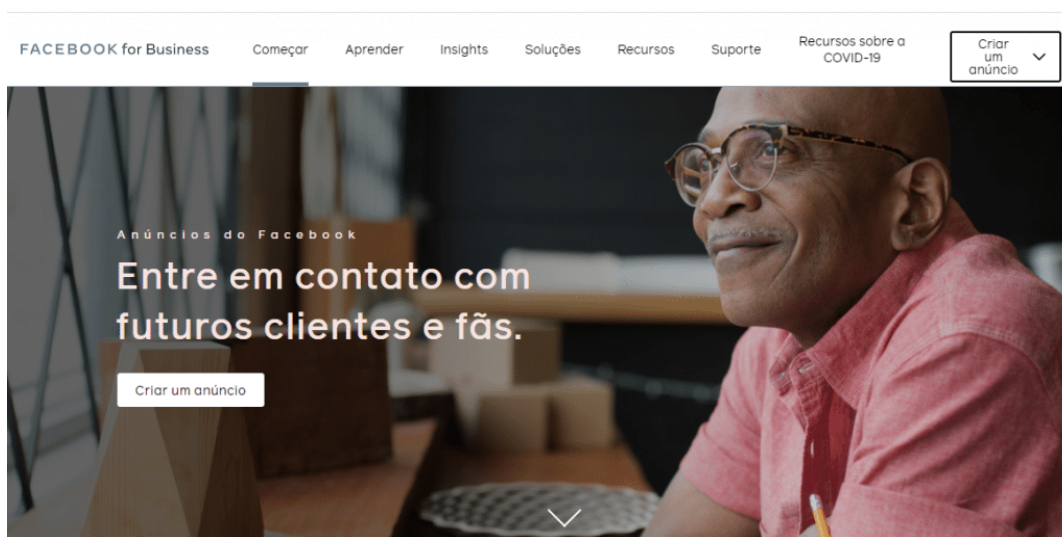 FACEBOOK for Business
Começar
Aprender
Insights
Soluções
Recursos
Suporte
Recursos sobre a
COVID-19
Criar
um
anúncio
Anúncios do Facebook
Entre em contato com
futuros clientes e fãs.
Criar um anúncio